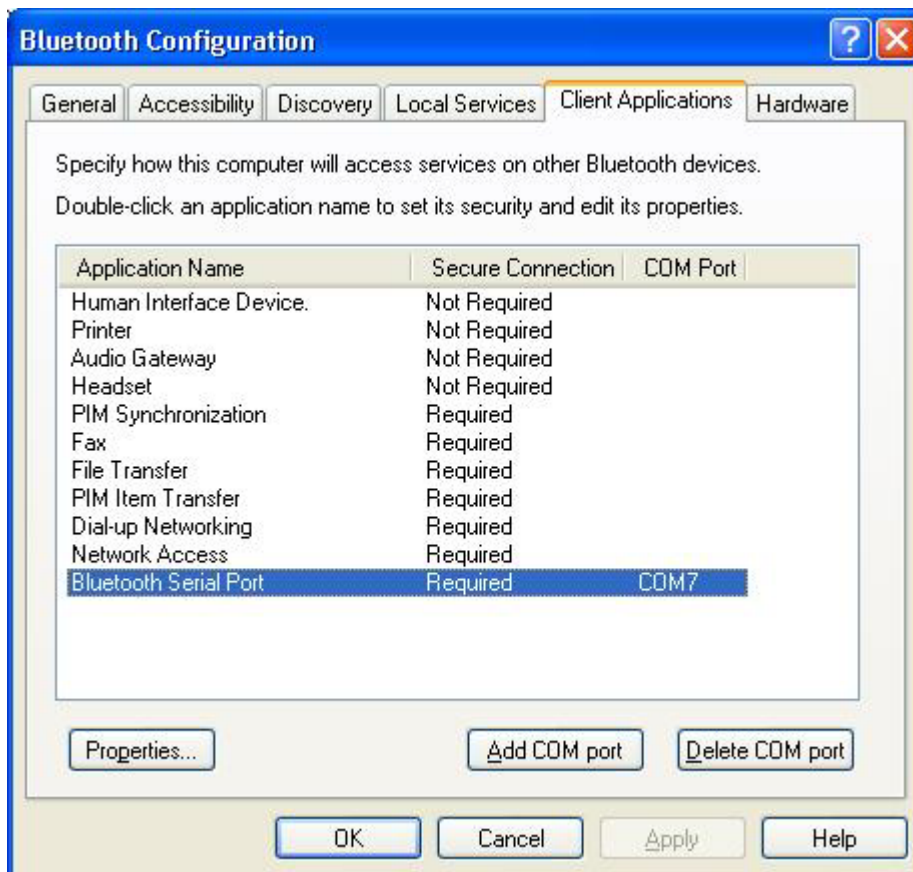 Bluetooth Configuration
?
General Accessibility Discovery Local Services Client Applications Hardware
Specify how this computer will access services on other Bluetooth devices.
Double-click an application name to set its security and edit its properties.
Application Name Secure Connection COM Port
Human Interface Device. Not Required
Printer Not Required
Audio Gateway Not Required
Headset Not Required
PIM Synchronization Required
Fax Required
File Transfer Required
PIM Item Transfer Required
Dial-up Networking Required
Network Access Required
Bluetooth Serial Port Required COM7
Properties... Add COM port Delete COM port
OK Cancel Apply Help